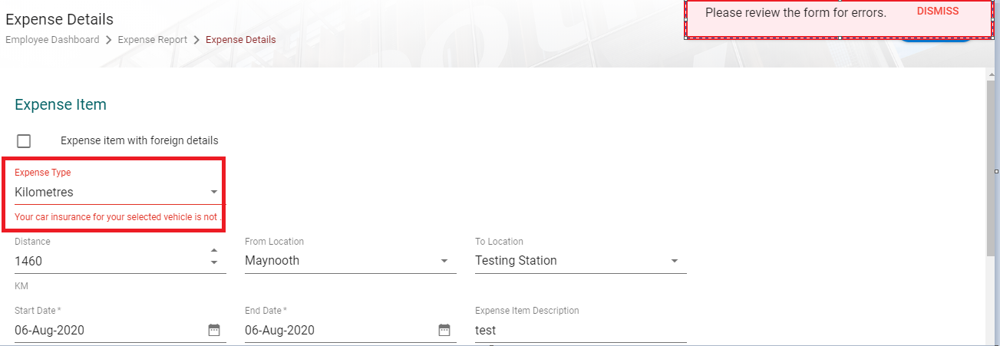 Expense Details
Please review the form for errors. DISMISS
Employee Dashboard Expense Report Expense Details
Expense Item
Expense item with foreign details
Expense Type
Kilometres
Your car insurance for your selected vehicle is not .
Distance From Location To Location
1460 Maynooth Testing Station
KM
Start Date * End Date * Expense Item Description
06-Aug-2020 06-Aug-2020 test